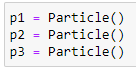 p1 = Particle()
p2 = Particle()
p3 = Particle()